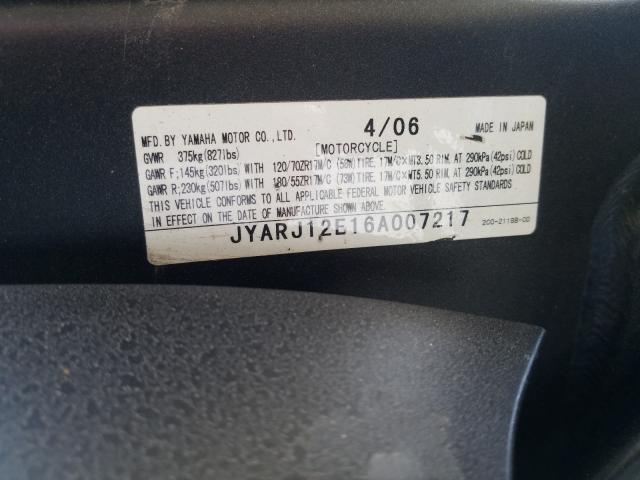 MFD. BY YAMAHA MOTOR CO., LTD. 4/06 MADE IN JAPAN
GVWR 375kg(827lbs) [MOTORCYCLE]
GAWR F;145kg(320lbs)WITH 120/70ZR17M/C (58W)TIRE, 17M/C×MT3.50 RIM, AT 290kPa(42psi)COLD
GAWR R;230kg(507lbs)WITH 180/55ZR17M/C (73W)TIRE, 17M/C×MT5.50 RIM, AT 290kPa(42psi)COLD
THIS VEHICLE CONFORMS TO ALL APPLICABLE FEDERAL MOTOR VEHICLE SAFETY STANDARDS
IN EFFECT ON THE DAY OF MANUFACTURE SHOWN ABOVE.
JYARJ12E16A007217 2C0-2118B-00